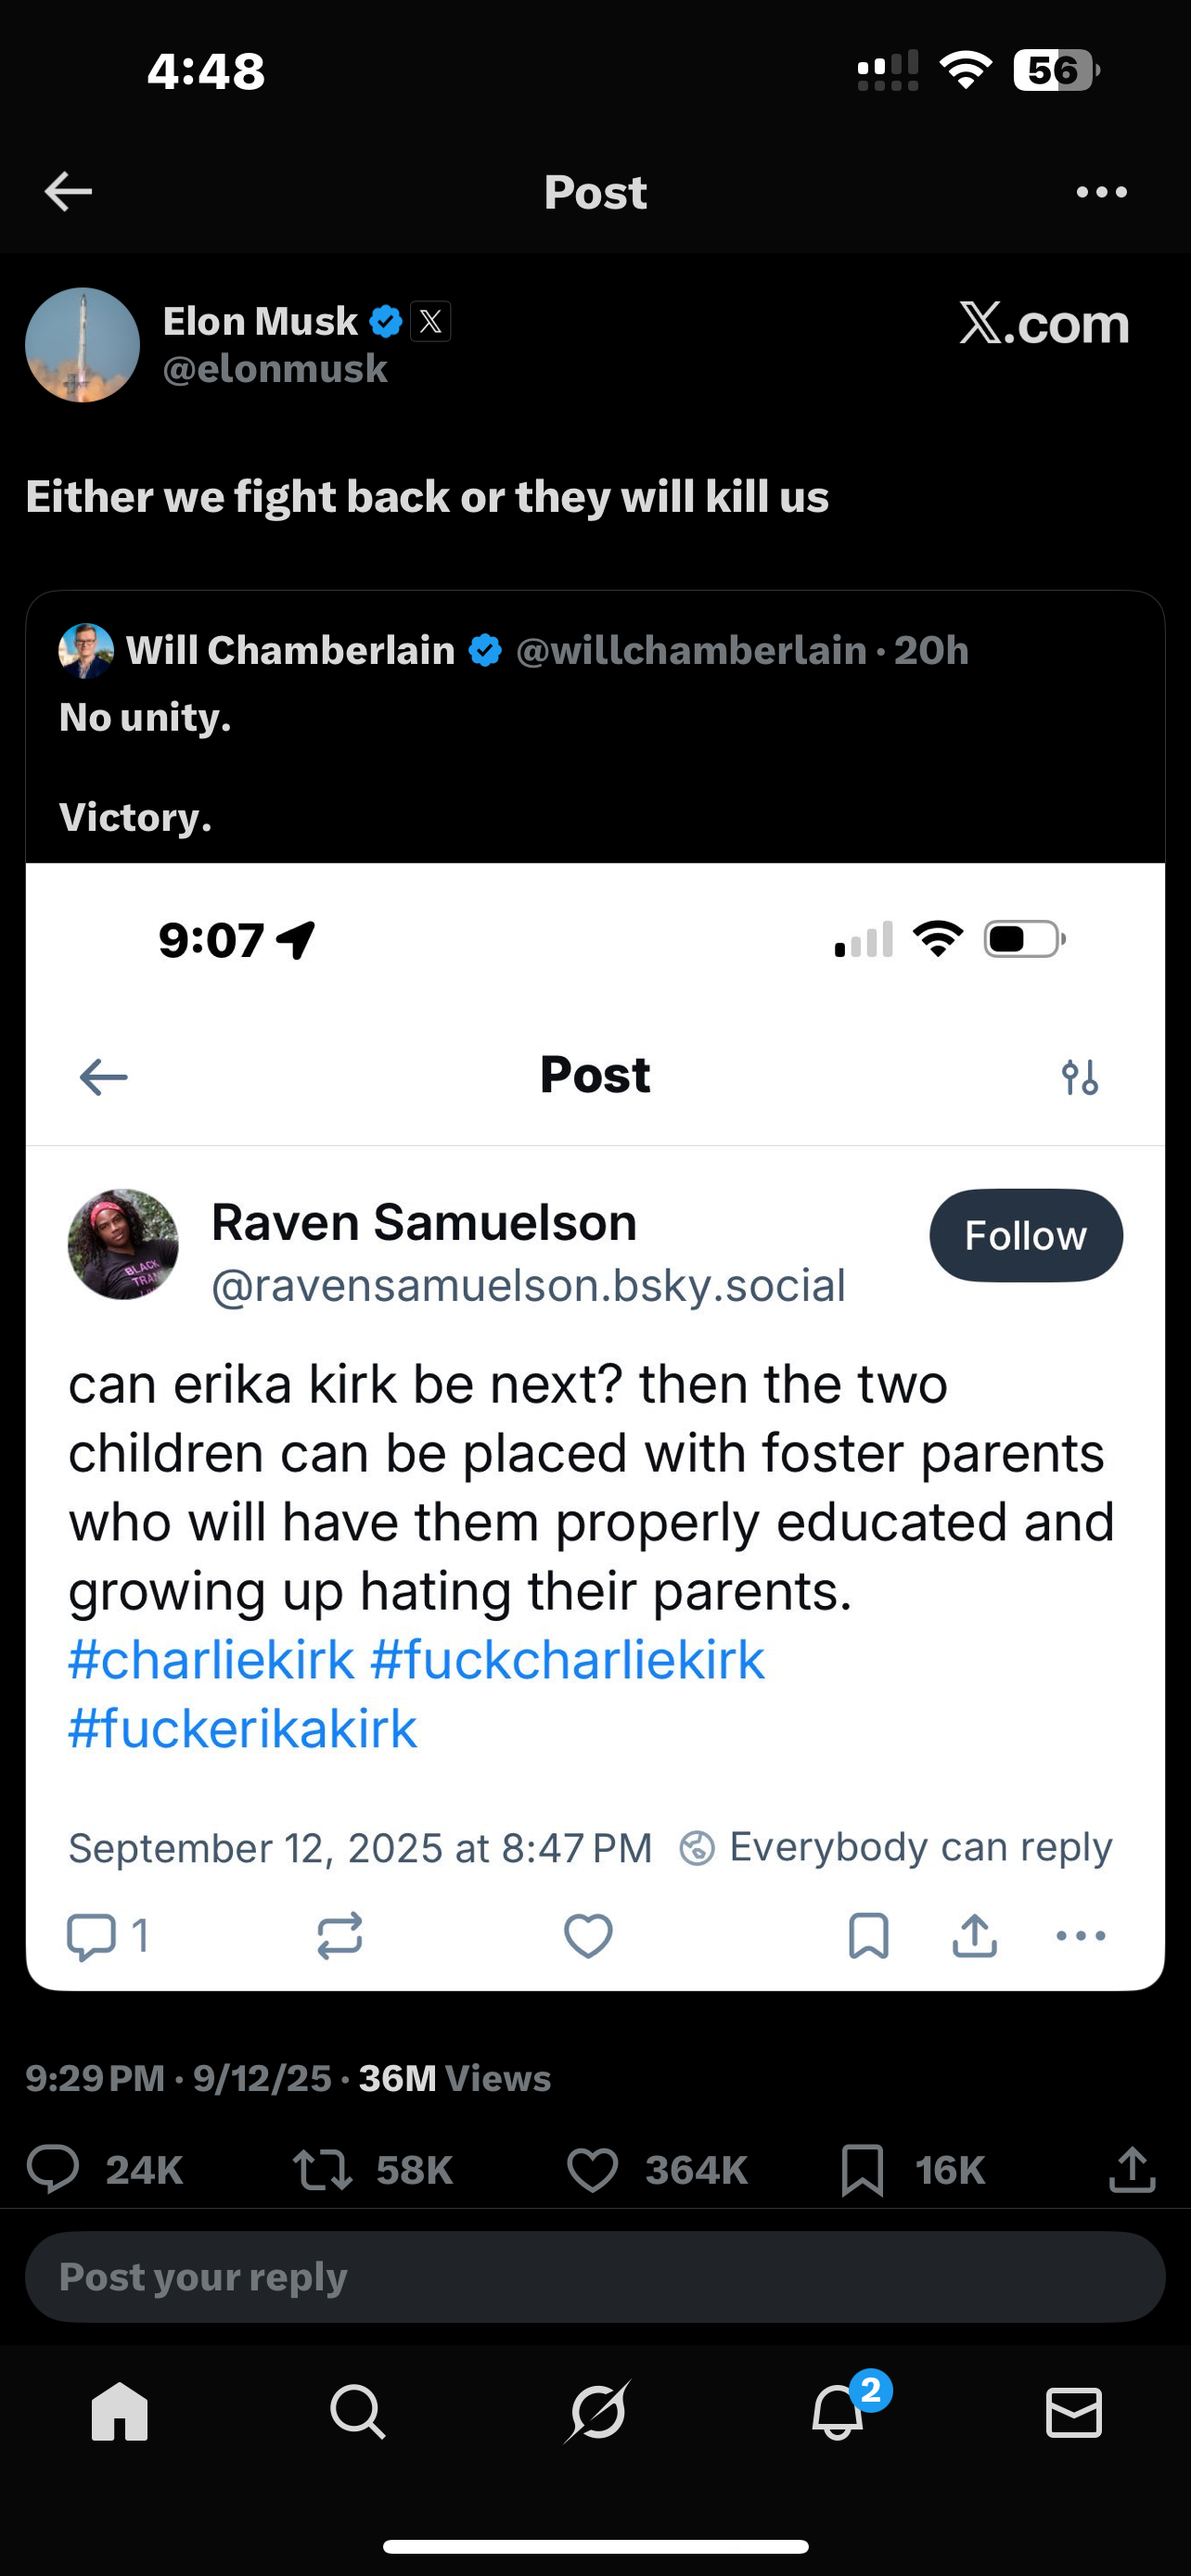 4:48
56
Post
Elon Musk
X.com
@elonmusk
Either we fight back or they will kill us
Will Chamberlain @willchamberlain · 20h
No unity.
Victory.
9:07
Post
Raven Samuelson
Follow
@ravensamuelson.bsky.social
BLACK
TRA
can erika kirk be next? then the two
children can be placed with foster parents
who will have them properly educated and
growing up hating their parents.
#charliekirk #fuckcharliekirk
#fuckerikakirk
September 12, 2025 at 8:47 PM Everybody can reply
1
9:29 PM · 9/12/25 · 36M Views
24K 58K 364K 16K
Post your reply
2